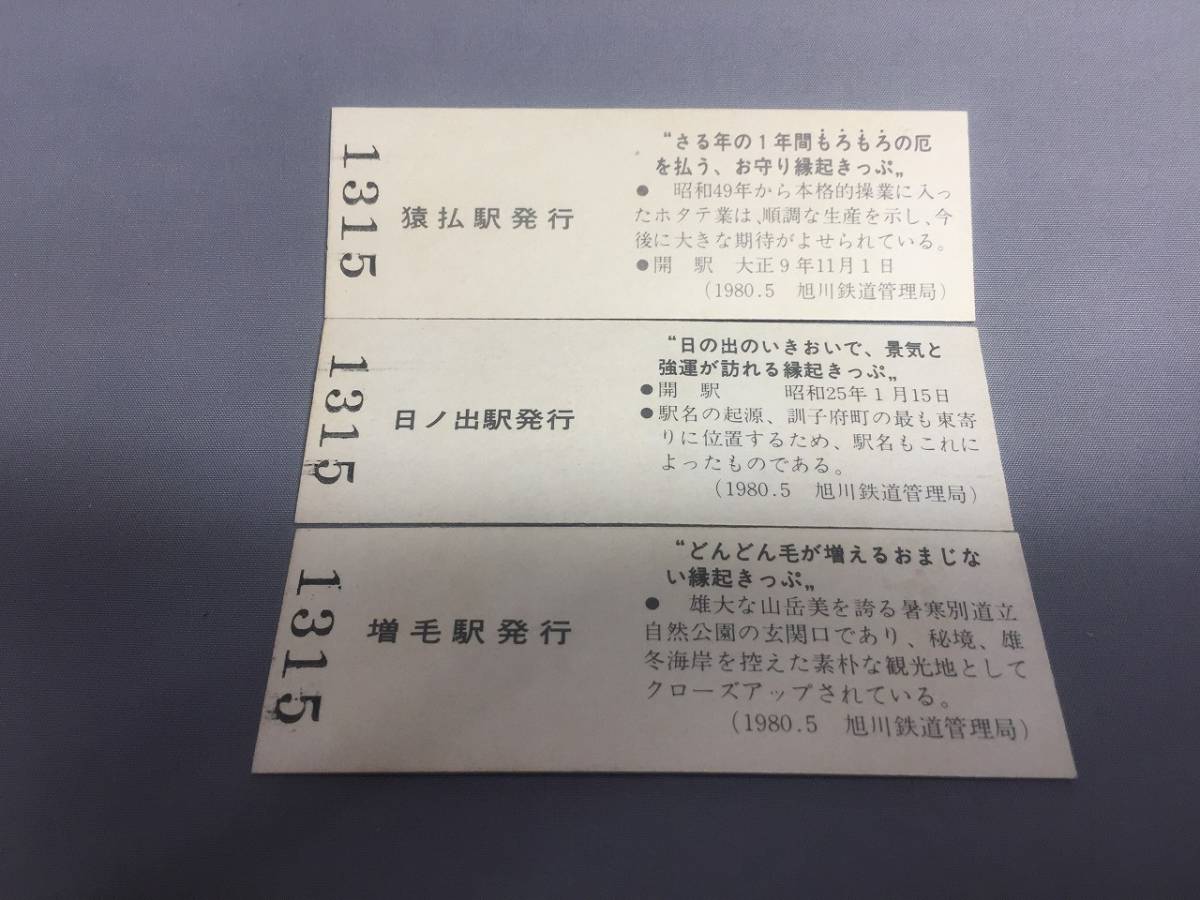 1315
猿払駅発行
“さる年の1年間もろもろの厄
を払う、お守り縁起きっぷ„
● 昭和49年から本格的操業に入っ
たホタテ業は、順調な生産を示し、今
後に大きな期待がよせられている。
●開 駅 大正9年11月1日
(1980.5 旭川鉄道管理局)
1315
日ノ出駅発行
“日の出のいきおいで、景気と
強運が訪れる縁起きっぷ„
●開 駅 昭和25年1月15日
●駅名の起源、訓子府町の最も東寄
りに位置するため、駅名もこれに
よったものである。
(1980.5 旭川鉄道管理局)
1315
増毛駅発行
“どんどん毛が増えるおまじな
い縁起きっぷ„
● 雄大な山岳美を誇る暑寒別道立
自然公園の玄関口であり、秘境、雄
冬海岸を控えた素朴な観光地として
クローズアップされている。
(1980.5 旭川鉄道管理局)